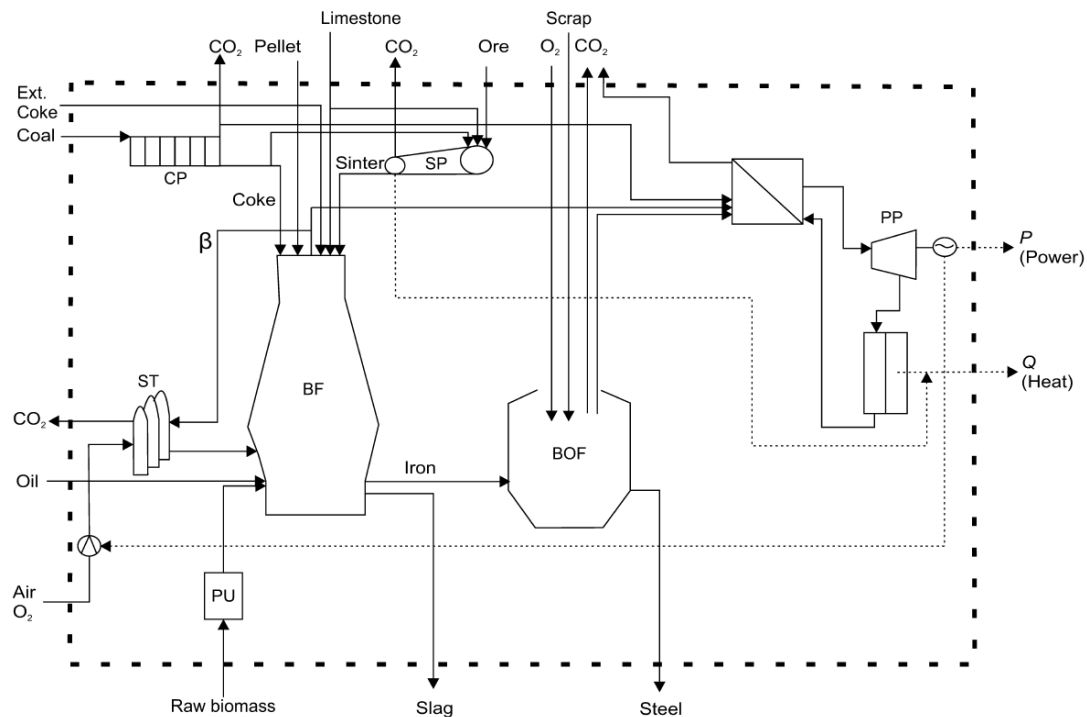 Limestone
Scrap
CO₂
Pellet
CO₂
Ore
O₂
CO₂
Ext.
Coke
Coal
CP
Sinter
SP
Coke
β
PP
P
(Power)
ST
BF
Q
(Heat)
CO₂
BOF
Iron
Oil
Air
O₂
PU
Raw biomass
Slag
Steel